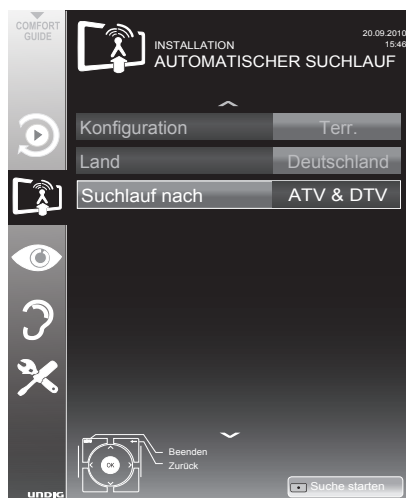 COMFORT
GUIDE
INSTALLATION
AUTOMATISCHER SUCHLAUF
20.09.2010
15:46
Konfiguration Terr.
Land Deutschland
Suchlauf nach ATV & DTV
OK
Beenden
Zurück
Suche starten